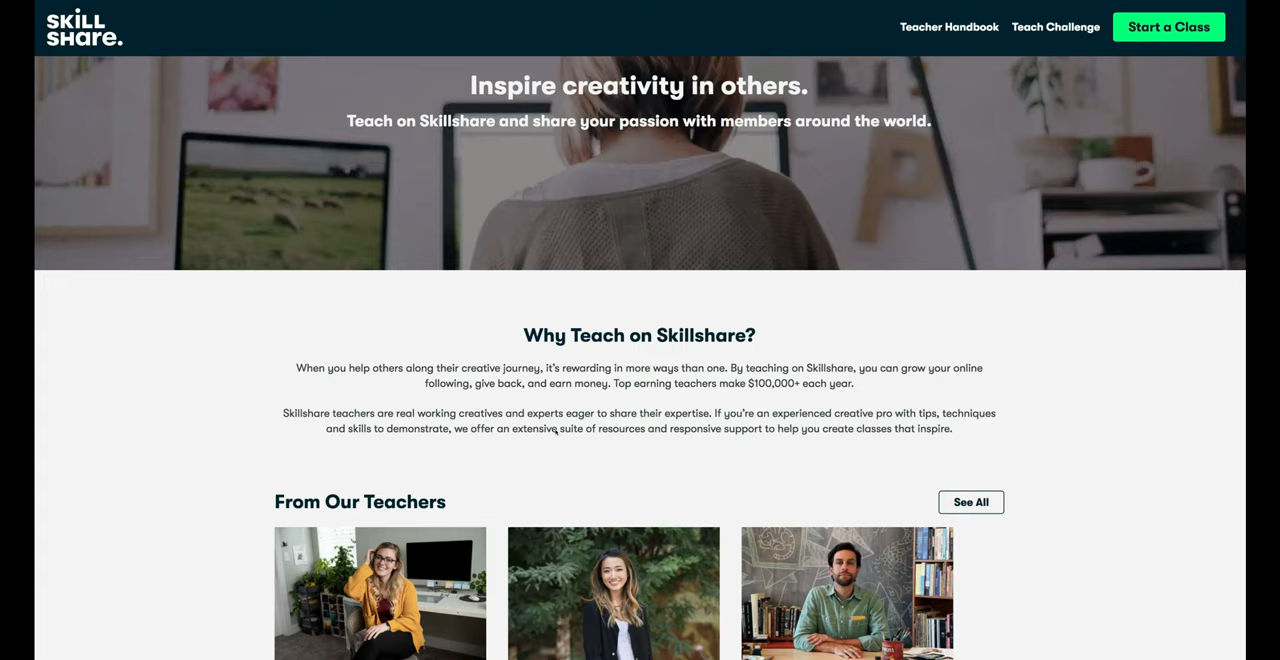 SKiLL
SHare.
Teacher Handbook
Teach Challenge
Start a Class
Inspire creativity in others.
Teach on Skillshare and share your passion with members around the world.
Why Teach on Skillshare?
When you help others along their creative journey, it's rewarding in more ways than one. By teaching on Skillshare, you can grow your online
following, give back, and earn money. Top earning teachers make $100,000+ each year.
Skillshare teachers are real working creatives and experts eager to share their expertise. If you're an experienced creative pro with tips, techniques
and skills to demonstrate, we offer an extensive suite of resources and responsive support to help you create classes that inspire.
From Our Teachers
See All